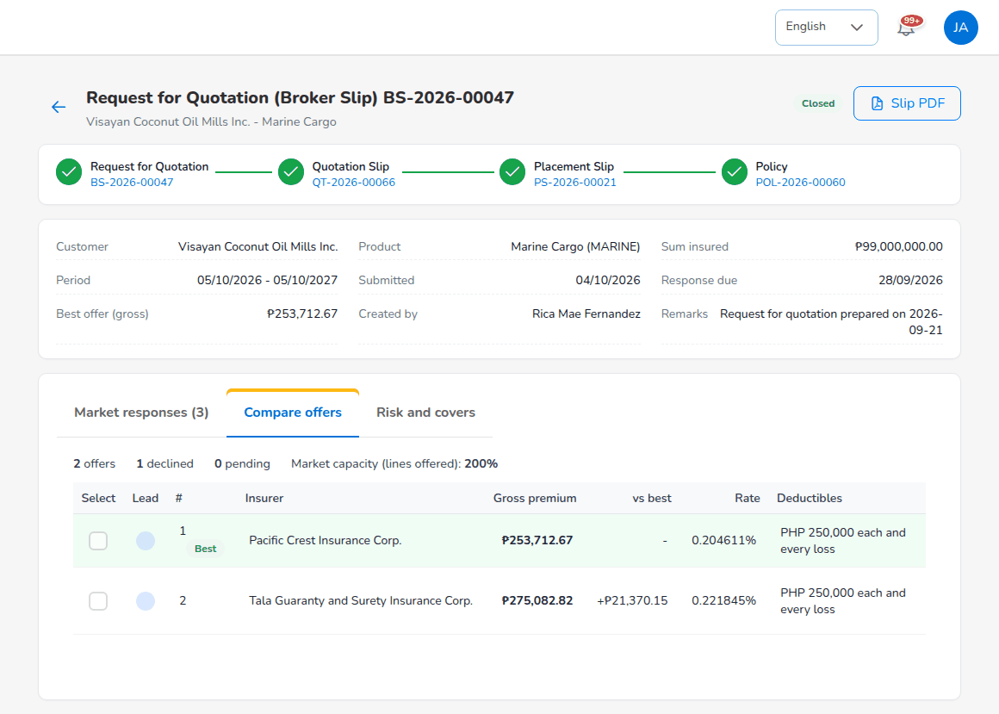 English
99+
JA
Request for Quotation (Broker Slip) BS-2026-00047
Visayan Coconut Oil Mills Inc. - Marine Cargo
Closed
Slip PDF
Request for Quotation
BS-2026-00047
Quotation Slip
QT-2026-00066
Placement Slip
PS-2026-00021
Policy
POL-2026-00060
Customer Visayan Coconut Oil Mills Inc.
Product Marine Cargo (MARINE)
Sum insured ₱99,000,000.00
Period 05/10/2026 - 05/10/2027
Submitted 04/10/2026
Response due 28/09/2026
Best offer (gross) ₱253,712.67
Created by Rica Mae Fernandez
Remarks Request for quotation prepared on 2026-
09-21
Market responses (3) Compare offers Risk and covers
2 offers 1 declined 0 pending Market capacity (lines offered): 200%
Select Lead # Insurer Gross premium vs best Rate Deductibles
1
Best
Pacific Crest Insurance Corp. ₱253,712.67 - 0.204611% PHP 250,000 each and
every loss
2 Tala Guaranty and Surety Insurance Corp. ₱275,082.82 +₱21,370.15 0.221845% PHP 250,000 each and
every loss